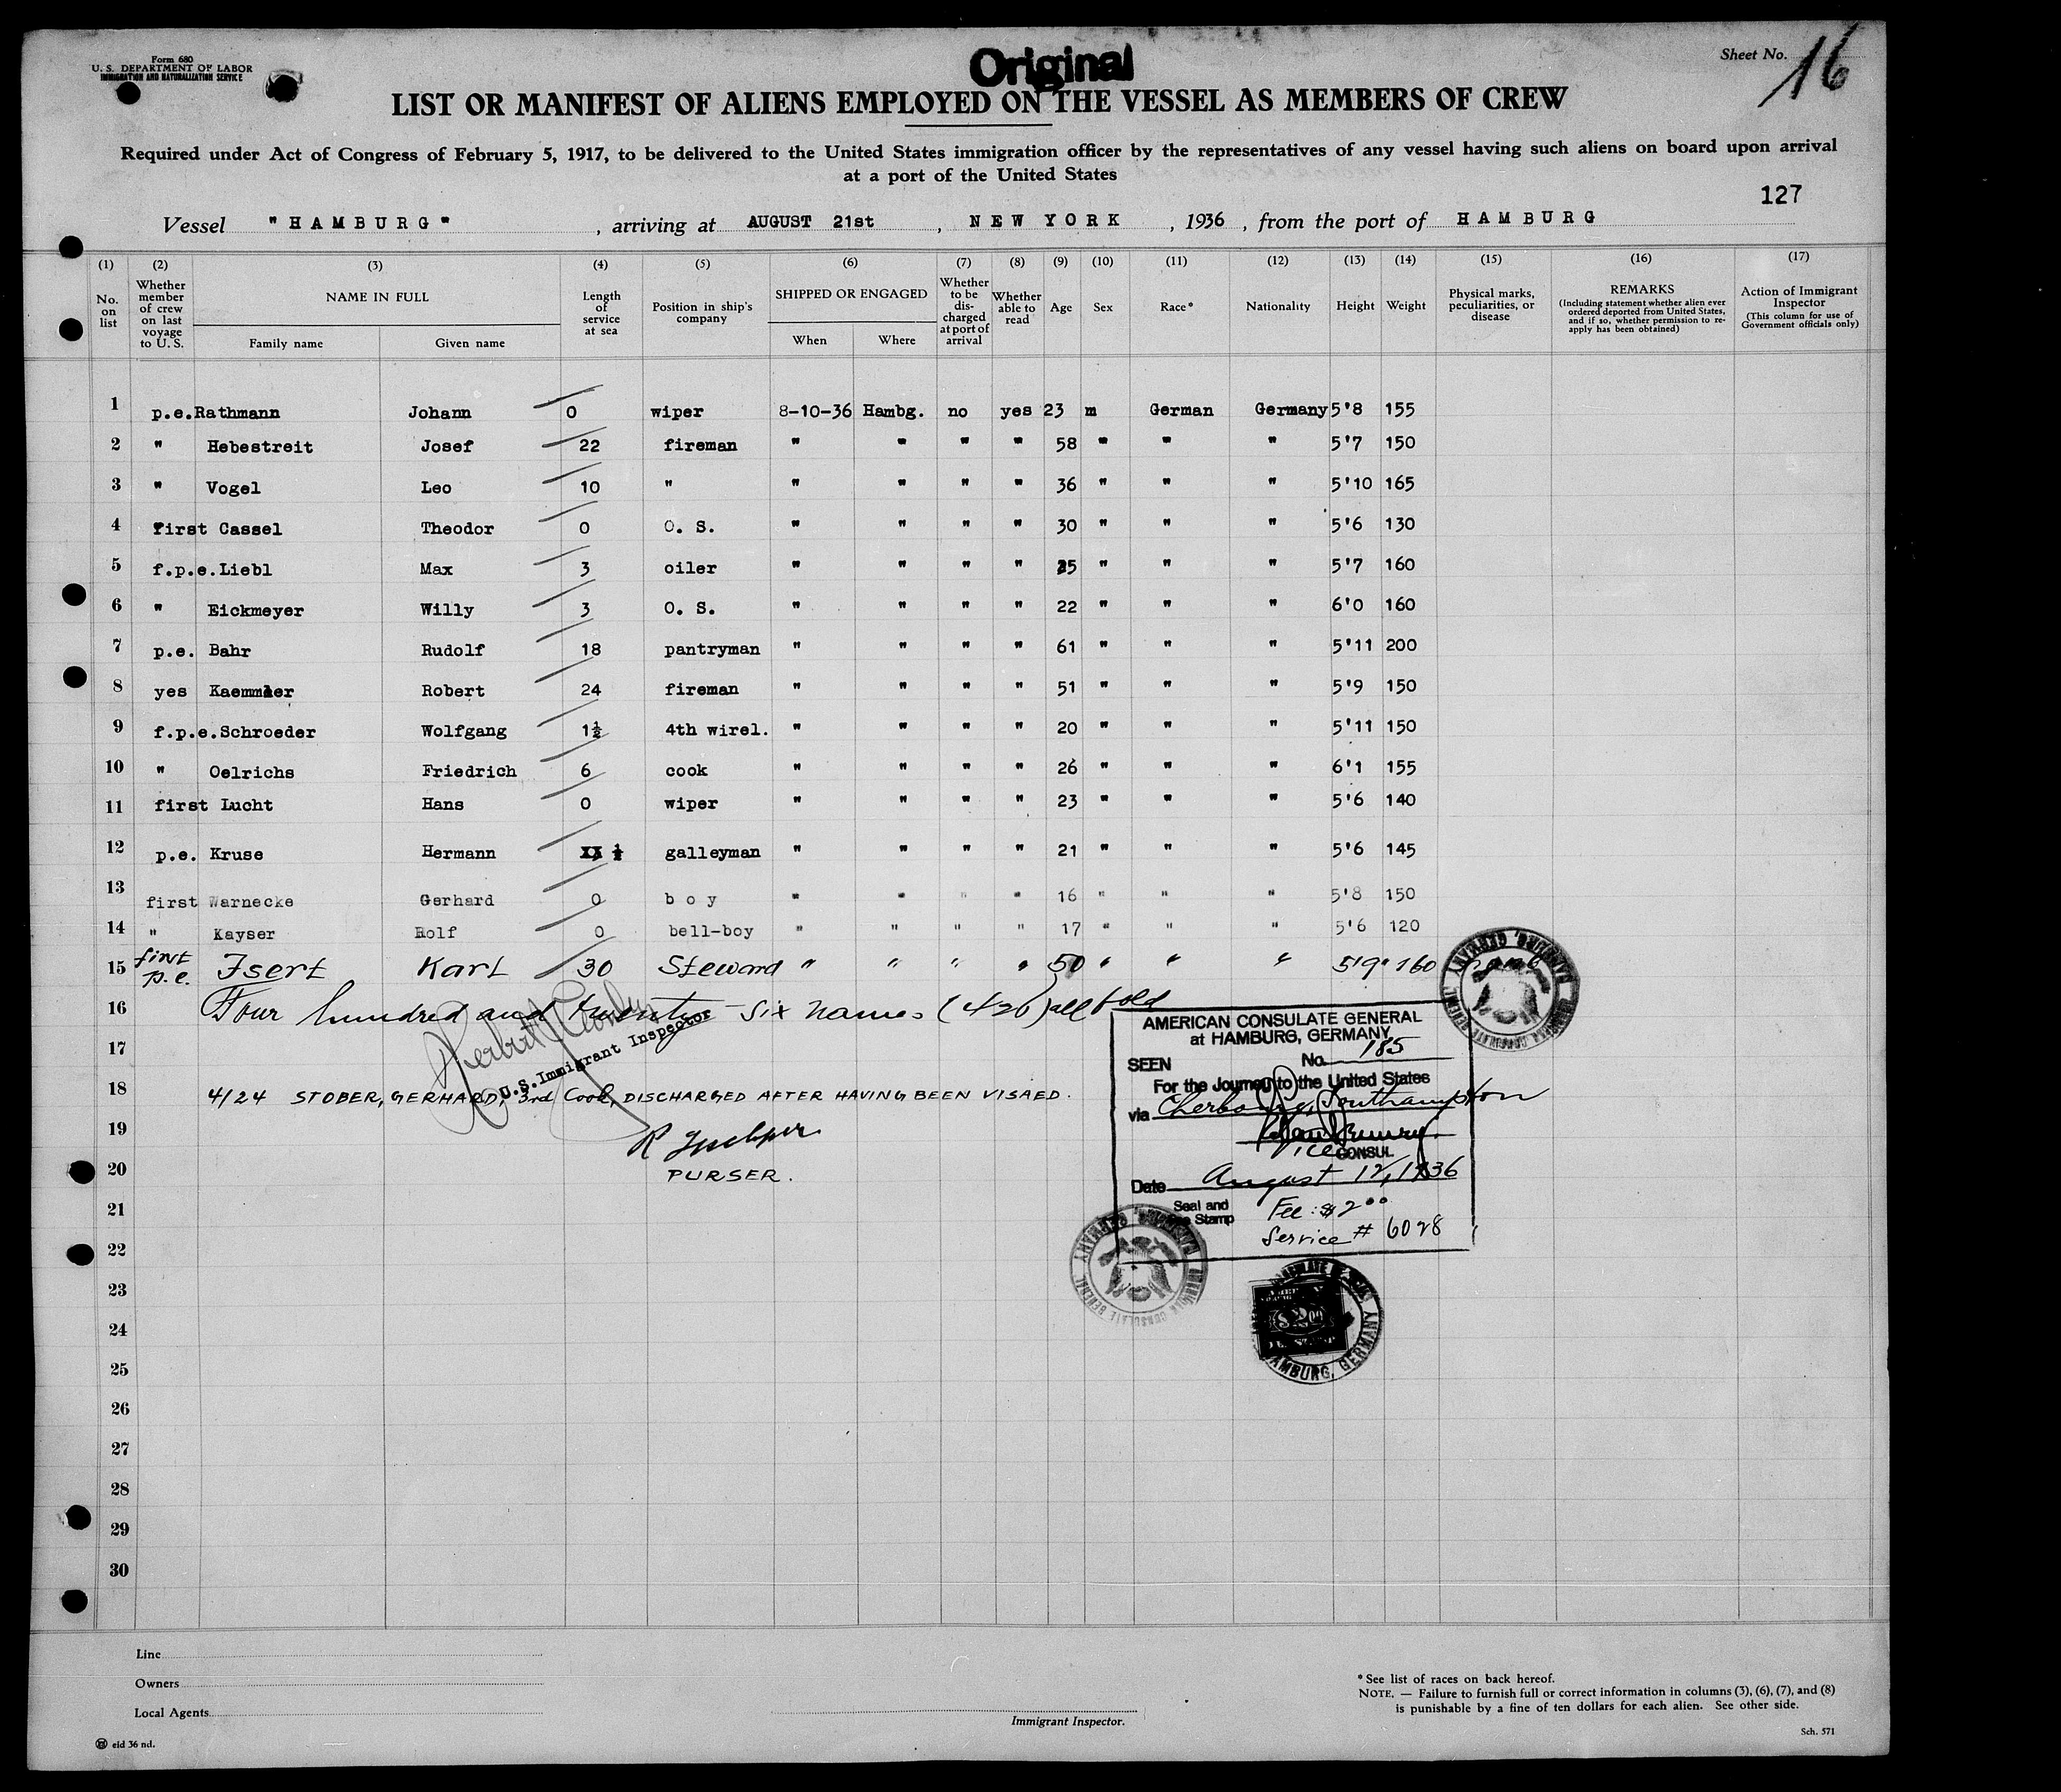 Form 680
U. S. DEPARTMENT OF LABOR
IMMIGRATION AND NATURALIZATION SERVICE
Original
Sheet No. 16
LIST OR MANIFEST OF ALIENS EMPLOYED ON THE VESSEL AS MEMBERS OF CREW
Required under Act of Congress of February 5, 1917, to be delivered to the United States immigration officer by the representatives of any vessel having such aliens on board upon arrival
at a port of the United States
127
Vessel "HAMBURG" , arriving at AUGUST 21st , NEW YORK , 1936 , from the port of HAMBURG
(1) (2) (3) (4) (5) (6) (7) (8) (9) (10) (11) (12) (13) (14) (15) (16) (17)
No. on list
Whether member of crew on last voyage to U. S.
NAME IN FULL
Family name
Given name
Length of service at sea
Position in ship's company
SHIPPED OR ENGAGED
When
Where
Whether to be discharged at port of arrival
Whether able to read
Age
Sex
Race*
Nationality
Height
Weight
Physical marks, peculiarities, or disease
REMARKS
(Including statement whether alien ever ordered deported from United States, and if so, whether permission to re-apply has been obtained)
Action of Immigrant Inspector
(This column for use of Government officials only)
1 p.e. Rathmann Johann 0 wiper 8-10-36 Hambg. no yes 23 m German Germany 5'8 155
2 " Hebestreit Josef 22 fireman " " " " 58 " " " 5'7 150
3 " Vogel Leo 10 " " " " " 36 " " " 5'10 165
4 first Cassel Theodor 0 O. S. " " " " 30 " " " 5'6 130
5 f.p.e. Liebl Max 3 oiler " " " " 25 " " " 5'7 160
6 " Eickmeyer Willy 3 O. S. " " " " 22 " " " 6'0 160
7 p.e. Bahr Rudolf 18 pantryman " " " " 61 " " " 5'11 200
8 yes Kaemmler Robert 24 fireman " " " " 51 " " " 5'9 150
9 f.p.e. Schroeder Wolfgang 1½ 4th wirel. " " " " 20 " " " 5'11 150
10 " Oelrichs Friedrich 6 cook " " " " 26 " " " 6'1 155
11 first Lucht Hans 0 wiper " " " " 23 " " " 5'6 140
12 p.e. Kruse Hermann ½ galleyman " " " " 21 " " " 5'6 145
13 first Warnecke Gerhard 0 boy " " " " 16 " " " 5'8 150
14 " Kayser Rolf 0 bell-boy " " " " 17 " " " 5'6 120
15 first p.e. Isert Karl 30 Steward " " " " 50 " " " 5'9" 160
16 Four hundred and twenty-six names (426) all told
17
U.S. Immigrant Inspector
18 4/24 STOBER, GERHARD, 3rd Cook, DISCHARGED AFTER HAVING BEEN VISAED.
19
20 PURSER.
21
22
23
24
25
26
27
28
29
30
AMERICAN CONSULATE GENERAL
at HAMBURG, GERMANY
SEEN No. 185
For the Journey to the United States
via Cherbourg, Southampton
Vice CONSUL
Date August 12, 1936
Seal and Fee Stamp
Fee: $2.00
Service # 6028
AMERICAN CONSULATE GENERAL HAMBURG, GERMANY
AMERICAN CONSULATE GENERAL HAMBURG, GERMANY
HAMBURG, GERMANY
$2.00
Line
Owners
Local Agents
Immigrant Inspector.
* See list of races on back hereof.
NOTE. — Failure to furnish full or correct information in columns (3), (6), (7), and (8)
is punishable by a fine of ten dollars for each alien. See other side.
eld 36 nd.
Sch. 571